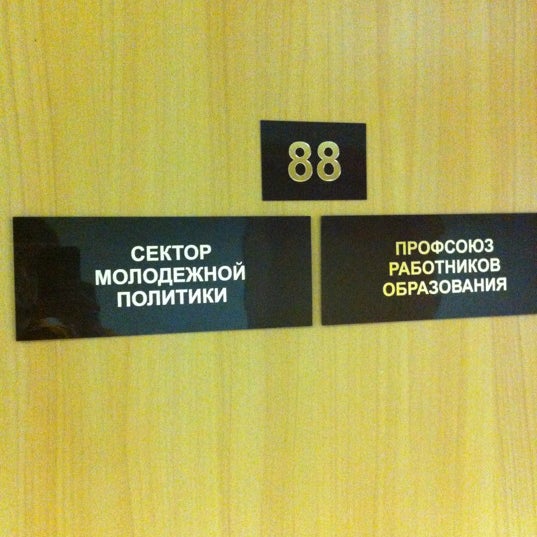 88
СЕКТОР
МОЛОДЕЖНОЙ
ПОЛИТИКИ
ПРОФСОЮЗ
РАБОТНИКОВ
ОБРАЗОВАНИЯ